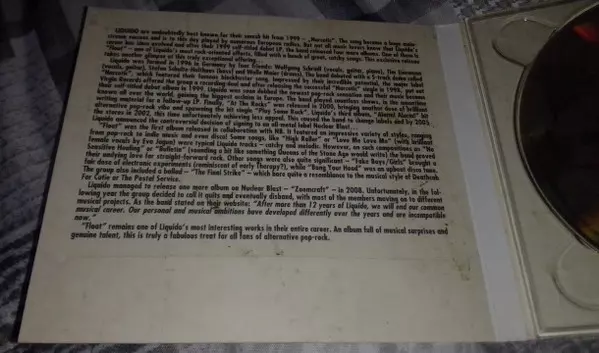 LIQUIDO are undoubtedly best known for their smash hit from 1999 – "Narcotic". The song became a huge main-
stream success and is to this day played by numerous European radios. But not all music lovers know that Liquido's
career has since evolved and after their 1999 self-titled debut LP, the band released four more albums. One of them is
"Float" – one of Liquido's most rock-oriented efforts, filled with a bunch of great, catchy songs. This exclusive reissue
takes another glimpse at this truly exceptional offering.
Liquido was formed in 1996 in Germany by four friends: Wolfgang Schrödl (vocals, guitar, piano), Tim Eiermann
(vocals, guitar), Stefan Schulte-Holthaus (bass) and Wolle Maier (drums). The band debuted with a 5-track demo called
"Narcotic", which featured their famous blockbuster song. Impressed by their incredible potential, the major label
Virgin Records offered the group a recording deal and after releasing the successful "Narcotic" single in 1998, put out
their self-titled debut album in 1999. Liquido was soon dubbed the newest pop-rock sensation and their music became
known all over the world, gaining the biggest acclaim in Europe. The band played countless shows, in the meantime
writing material for a follow-up LP. Finally, "At The Rocks" was released in 2000, bringing another dose of brilliant
alternative pop-rock vibe and spawning the hit single "Play Some Rock". Liquido's third album, "Alarm! Alarm!" hit
the stores in 2002, this time unfortunately achieving less appeal. This caused the band to change labels and by 2005
Liquido announced the controversial decision of signing to an all-metal label Nuclear Blast...
"Float" was the first album released in collaboration with NB. It featured an impressive variety of styles, ranging
from pop-rock to indie music and even disco! Some songs, like "High Roller" or "Love Me Love Me" (with brilliant
female vocals by Eva Jagun) were typical Liquido tracks – catchy and melodic. However, on such compositions as "No
Sensitive Healing" or "Bulletin" (sounding a bit like something Queens of the Stone Age would write) the band proved
their undying love for straight-forward rock. Other songs were also quite significant – "Fake Boys/Girls" brought a
fair dose of electronic experiments (reminiscent of early Therapy?), while "Bang Your Head" was an upbeat disco tune.
The group also included a ballad – "The Final Strike" – which bore quite a resemblance to the musical style of Deathcab
For Cutie or The Postal Service.
Liquido managed to release one more album on Nuclear Blast – "Zoomcraft" – in 2008. Unfortunately, in the fol-
lowing year the group decided to call it quits and eventually disband, with most of the members moving on to different
musical projects. As the band stated on their website: "After more than 12 years of Liquido, we will end our common
musical career. Our personal and musical ambitions have developed differently over the years and are incompatible
now."
"Float" remains one of Liquido's most interesting works in their entire career. An album full of musical surprises and
genuine talent, this is truly a fabulous treat for all fans of alternative pop-rock.